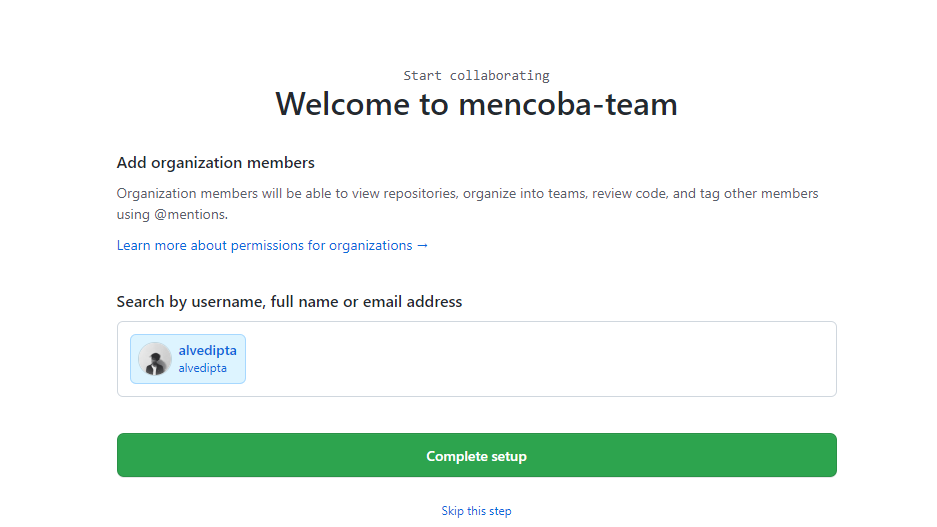 Start collaborating
Welcome to mencoba-team
Add organization members
Organization members will be able to view repositories, organize into teams, review code, and tag other members
using @mentions.
Learn more about permissions for organizations →
Search by username, full name or email address
alvedipta
alvedipta
Complete setup
Skip this step